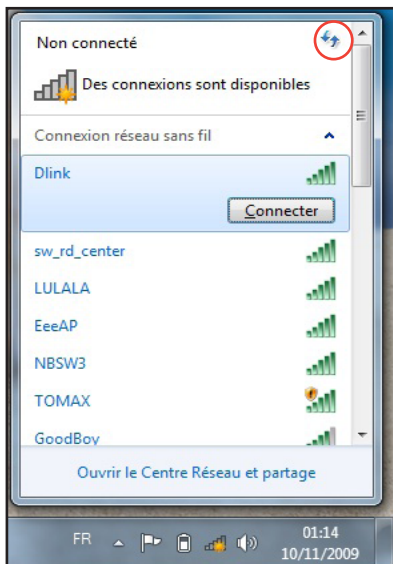 Non connecté
Des connexions sont disponibles
Connexion réseau sans fil
Dlink
Connecter
sw_rd_center
LULALA
EeeAP
NBSW3
TOMAX
GoodBoy
Ouvrir le Centre Réseau et partage
FR
01:14
10/11/2009